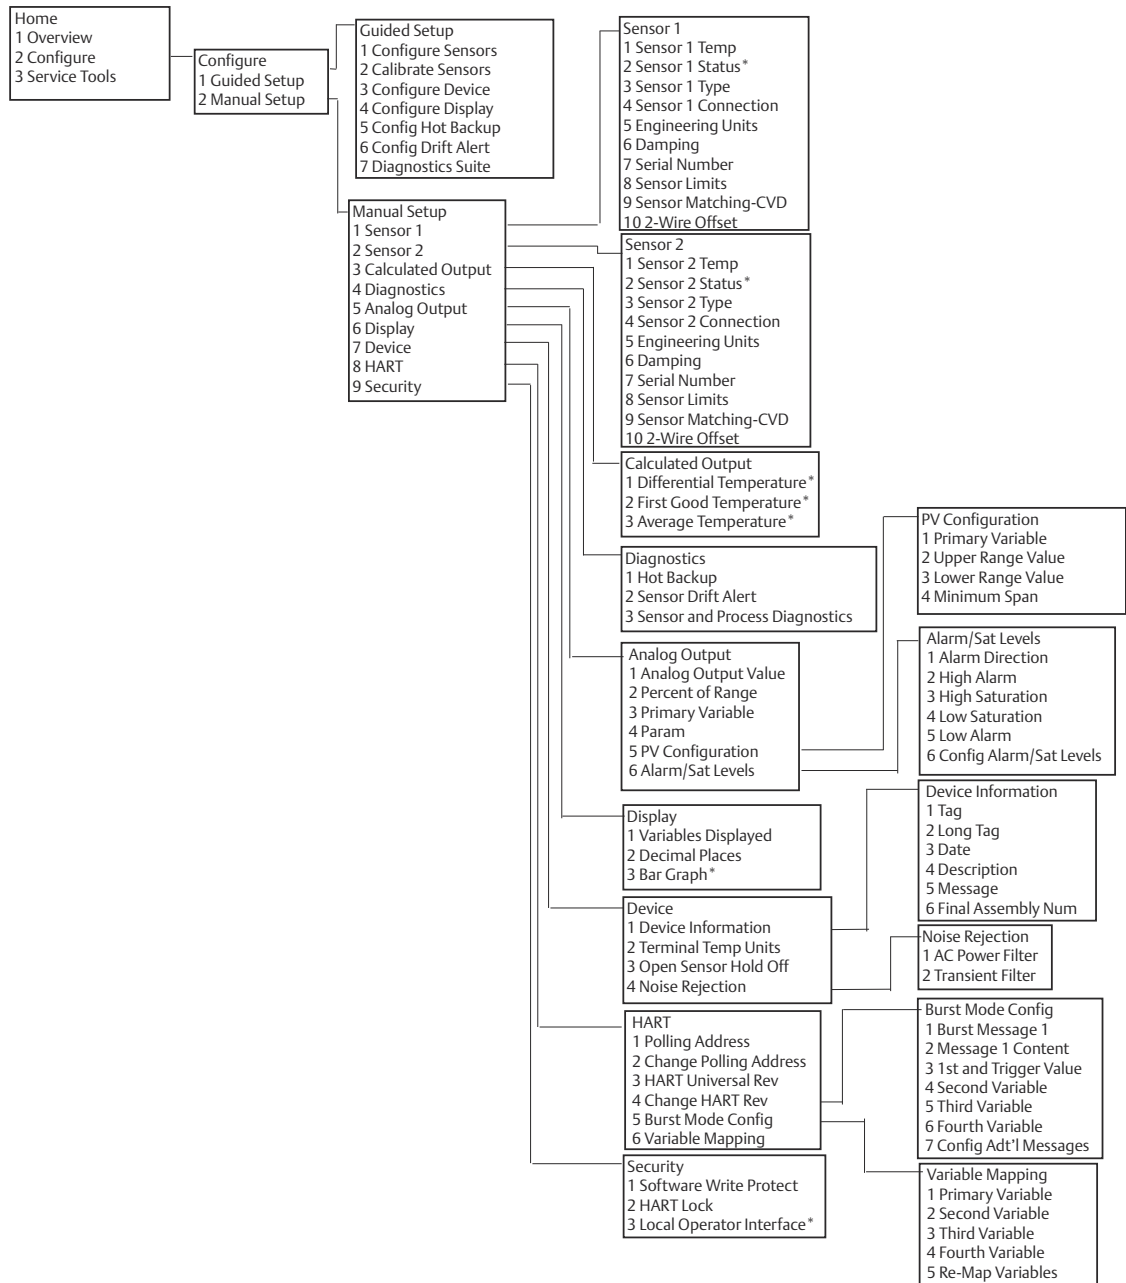 Home
1 Overview
2 Configure
3 Service Tools
Configure
1 Guided Setup
2 Manual Setup
Guided Setup
1 Configure Sensors
2 Calibrate Sensors
3 Configure Device
4 Configure Display
5 Config Hot Backup
6 Config Drift Alert
7 Diagnostics Suite
Manual Setup
1 Sensor 1
2 Sensor 2
3 Calculated Output
4 Diagnostics
5 Analog Output
6 Display
7 Device
8 HART
9 Security
Sensor 1
1 Sensor 1 Temp
2 Sensor 1 Status*
3 Sensor 1 Type
4 Sensor 1 Connection
5 Engineering Units
6 Damping
7 Serial Number
8 Sensor Limits
9 Sensor Matching-CVD
10 2-Wire Offset
Sensor 2
1 Sensor 2 Temp
2 Sensor 2 Status*
3 Sensor 2 Type
4 Sensor 2 Connection
5 Engineering Units
6 Damping
7 Serial Number
8 Sensor Limits
9 Sensor Matching-CVD
10 2-Wire Offset
Calculated Output
1 Differential Temperature*
2 First Good Temperature*
3 Average Temperature*
Diagnostics
1 Hot Backup
2 Sensor Drift Alert
3 Sensor and Process Diagnostics
Analog Output
1 Analog Output Value
2 Percent of Range
3 Primary Variable
4 Param
5 PV Configuration
6 Alarm/Sat Levels
Display
1 Variables Displayed
2 Decimal Places
3 Bar Graph*
Device
1 Device Information
2 Terminal Temp Units
3 Open Sensor Hold Off
4 Noise Rejection
HART
1 Polling Address
2 Change Polling Address
3 HART Universal Rev
4 Change HART Rev
5 Burst Mode Config
6 Variable Mapping
Security
1 Software Write Protect
2 HART Lock
3 Local Operator Interface*
PV Configuration
1 Primary Variable
2 Upper Range Value
3 Lower Range Value
4 Minimum Span
Alarm/Sat Levels
1 Alarm Direction
2 High Alarm
3 High Saturation
4 Low Saturation
5 Low Alarm
6 Config Alarm/Sat Levels
Device Information
1 Tag
2 Long Tag
3 Date
4 Description
5 Message
6 Final Assembly Num
Noise Rejection
1 AC Power Filter
2 Transient Filter
Burst Mode Config
1 Burst Message 1
2 Message 1 Content
3 1st and Trigger Value
4 Second Variable
5 Third Variable
6 Fourth Variable
7 Config Adt'l Messages
Variable Mapping
1 Primary Variable
2 Second Variable
3 Third Variable
4 Fourth Variable
5 Re-Map Variables